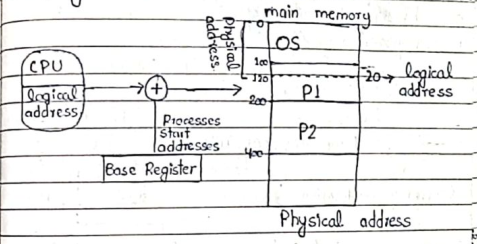 main memory
0
physical address.
OS
CPU
logical address
100
120
20 → logical address
+
P1
200
Processes start addresses
P2
400
Base Register
Physical address